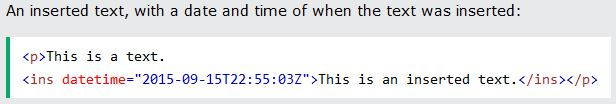 An inserted text, with a date and time of when the text was inserted:
<p>This is a text.
<ins datetime="2015-09-15T22:55:03Z">This is an inserted text.</ins></p>